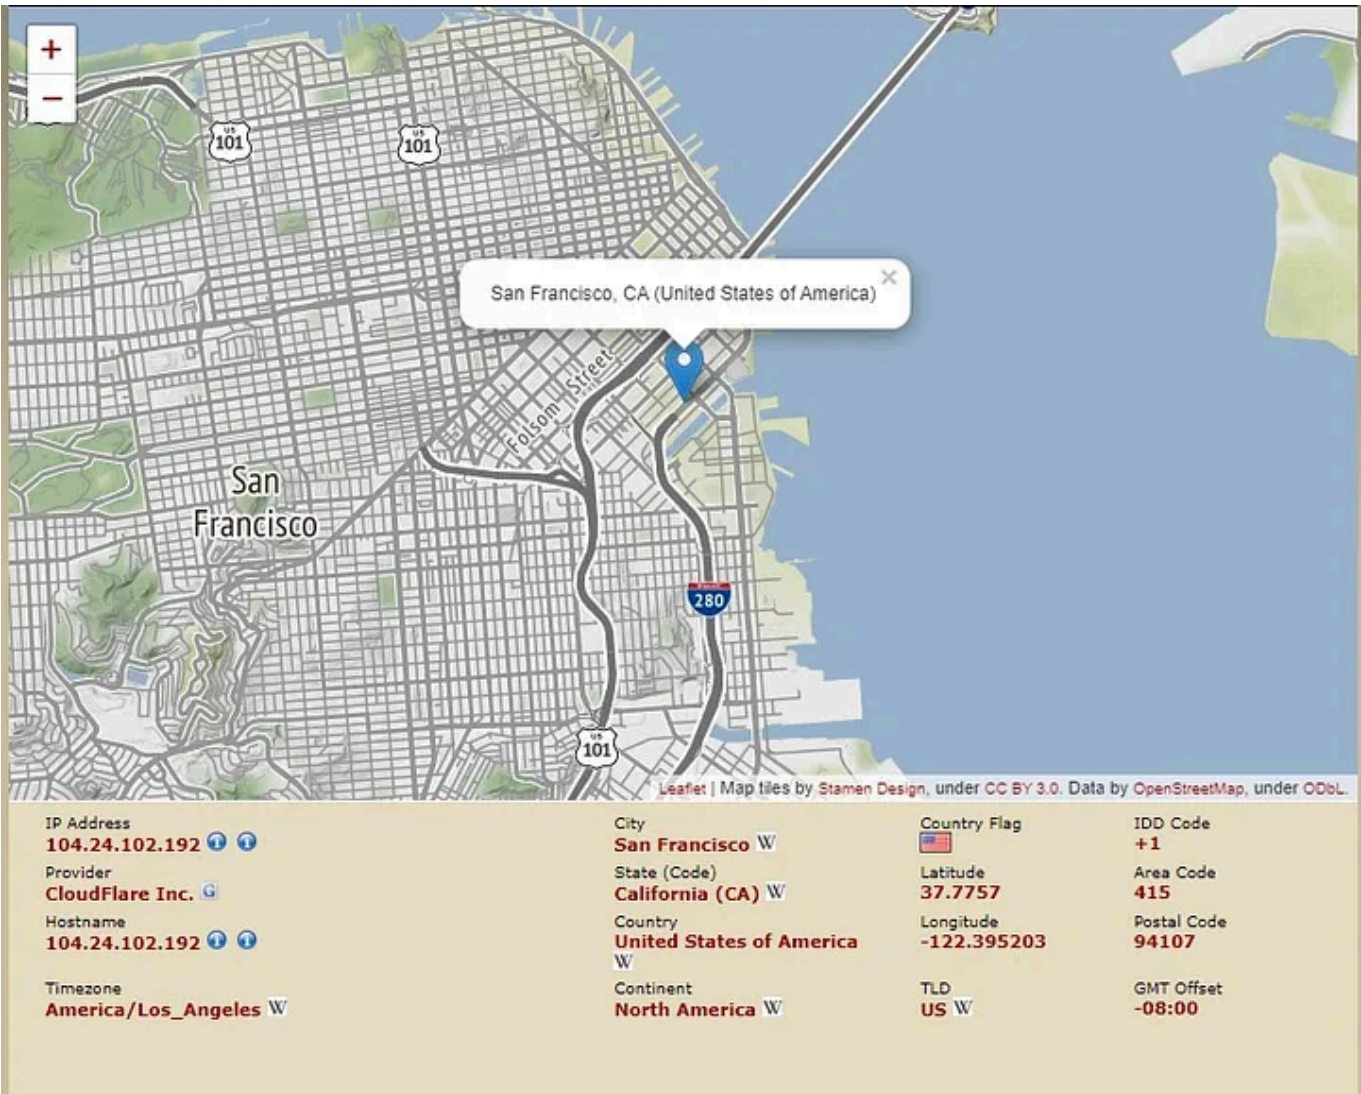 +
−
US
101
US
101
San Francisco, CA (United States of America)
×
Folsom Street
San
Francisco
280
US
101
Leaflet | Map tiles by Stamen Design, under CC BY 3.0. Data by OpenStreetMap, under ODbL.
IP Address
104.24.102.192
Provider
CloudFlare Inc. G
Hostname
104.24.102.192
Timezone
America/Los_Angeles W
City
San Francisco W
State (Code)
California (CA) W
Country
United States of America
W
Continent
North America W
Country Flag
Latitude
37.7757
Longitude
-122.395203
TLD
US W
IDD Code
+1
Area Code
415
Postal Code
94107
GMT Offset
-08:00